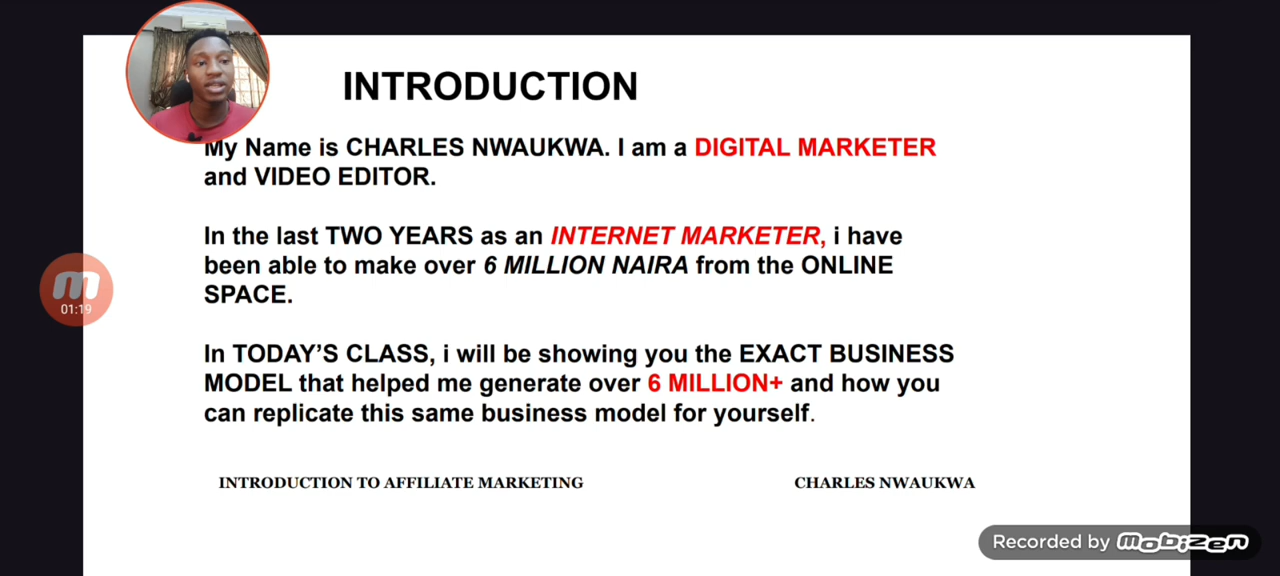 INTRODUCTION
My Name is CHARLES NWAUKWA. I am a DIGITAL MARKETER
and VIDEO EDITOR.
In the last TWO YEARS as an INTERNET MARKETER, i have
been able to make over 6 MILLION NAIRA from the ONLINE
SPACE.
In TODAY’S CLASS, i will be showing you the EXACT BUSINESS
MODEL that helped me generate over 6 MILLION+ and how you
can replicate this same business model for yourself.
INTRODUCTION TO AFFILIATE MARKETING
CHARLES NWAUKWA
m
01:19
Recorded by mobizen